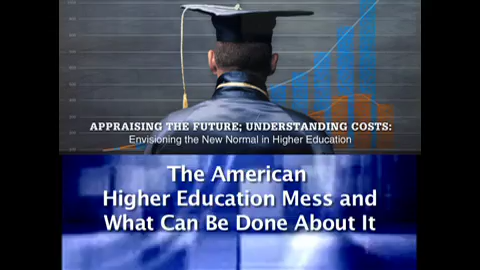 APPRAISING THE FUTURE; UNDERSTANDING COSTS:
Envisioning the New Normal in Higher Education
The American
Higher Education Mess and
What Can Be Done About It